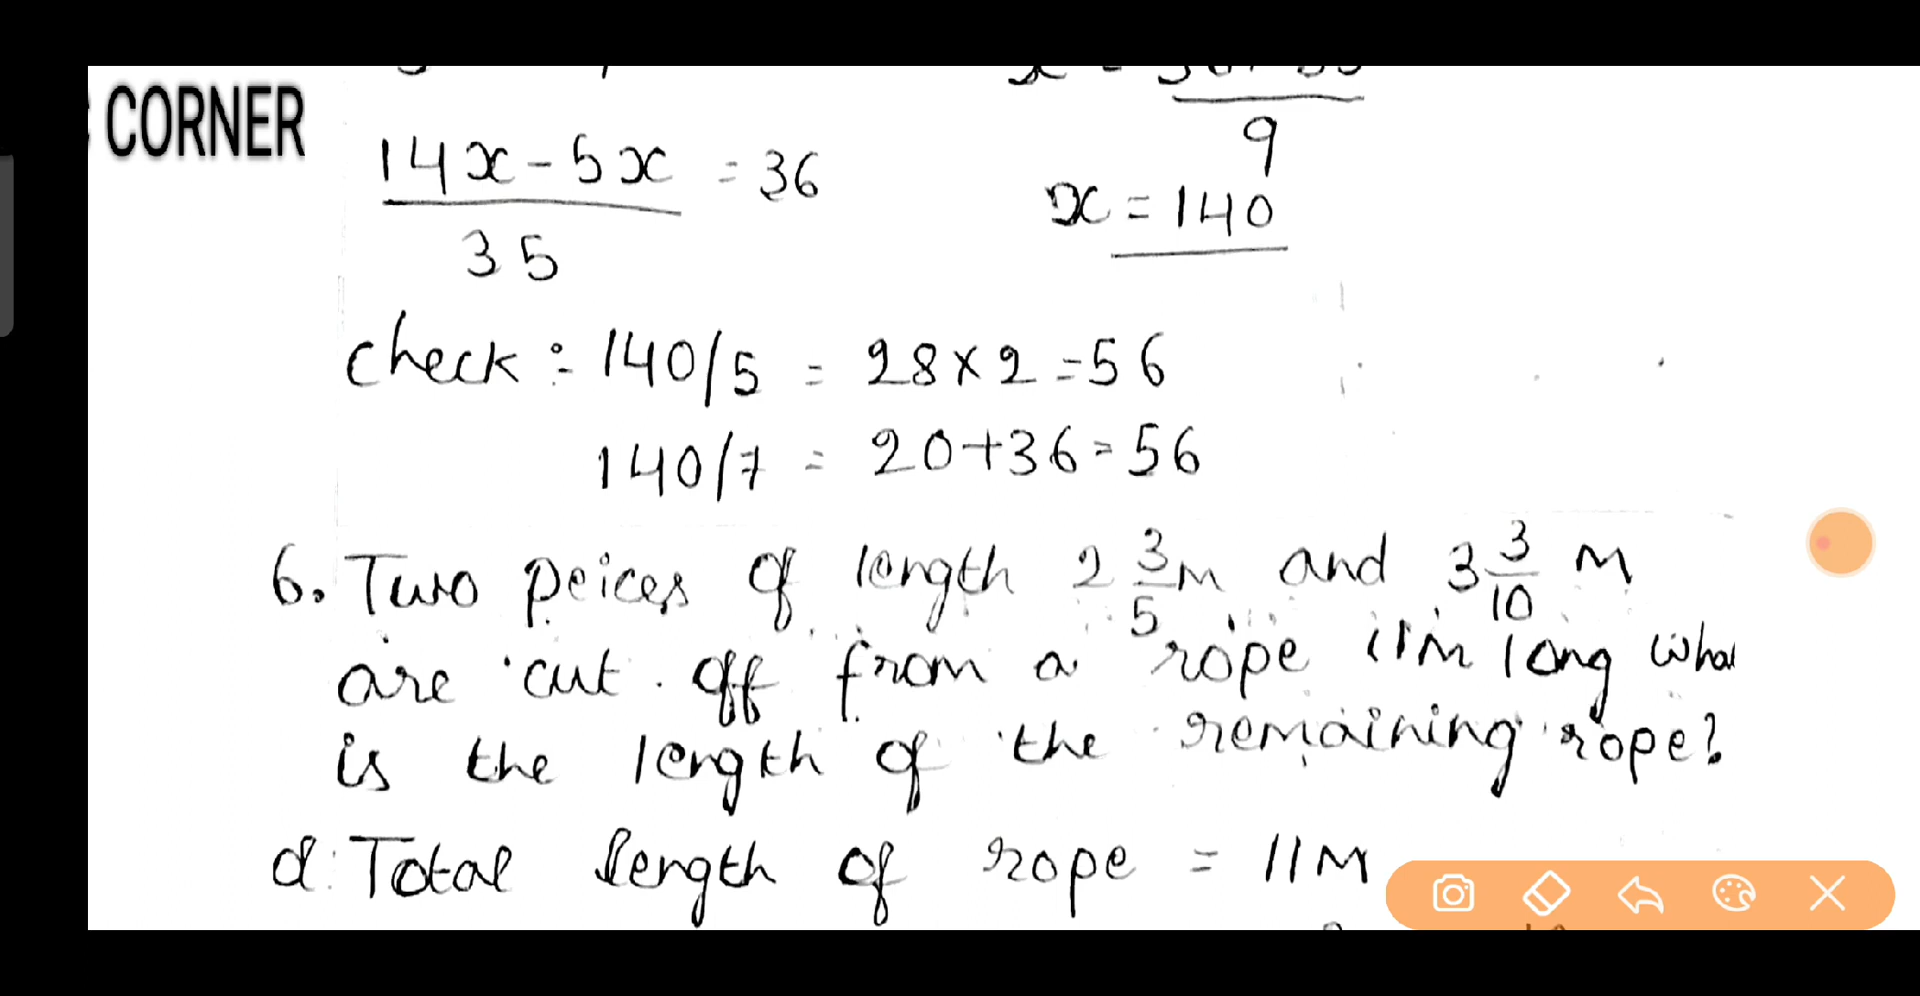 CORNER
14x - 5x = 36
35
9
x = 140
check :- 140/5 = 28 x 2 = 56
140/7 = 20+36 = 56
6. Two peices of length 2 3/5 M and 3 3/10 M
are cut off from a rope 11M long wha
is the length of the remaining rope?
d: Total length of rope = 11M